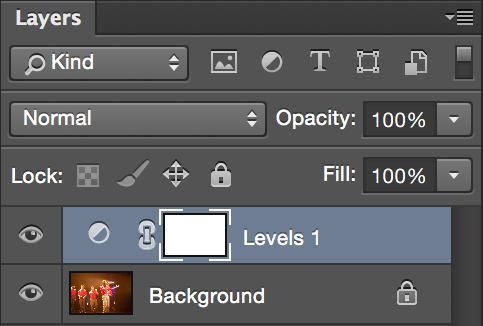 Layers
Kind
T
Normal Opacity: 100%
Lock: Fill: 100%
Levels 1
Background